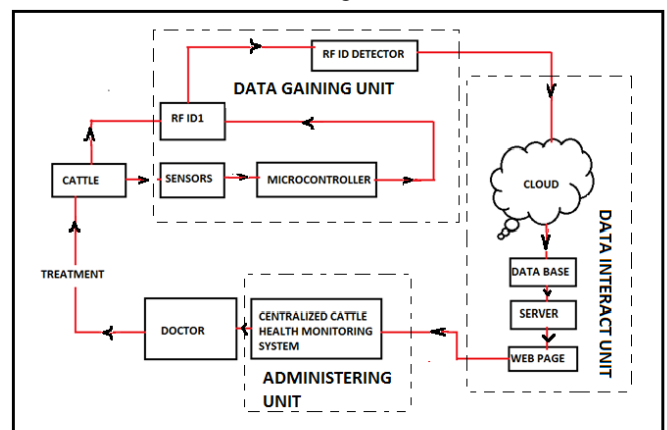 RF ID DETECTOR
DATA GAINING UNIT
RF ID1
CATTLE
SENSORS
MICROCONTROLLER
CLOUD
DATA INTERACT UNIT
DATA BASE
SERVER
WEB PAGE
TREATMENT
DOCTOR
CENTRALIZED CATTLE
HEALTH MONITORING
SYSTEM
ADMINISTERING
UNIT